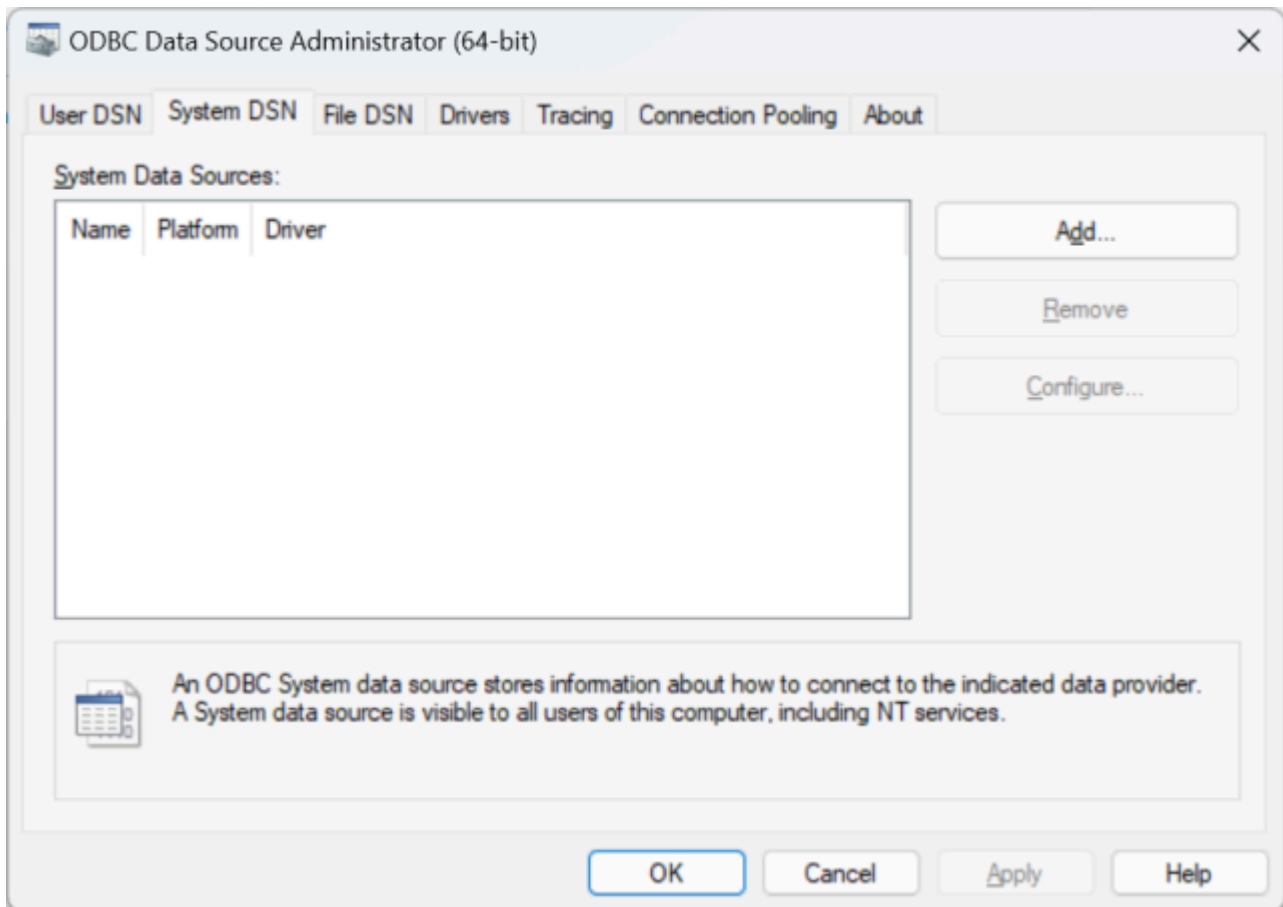 ODBC Data Source Administrator (64-bit)
User DSN System DSN File DSN Drivers Tracing Connection Pooling About
System Data Sources:
Name Platform Driver
Add...
Remove
Configure...
An ODBC System data source stores information about how to connect to the indicated data provider.
A System data source is visible to all users of this computer, including NT services.
OK Cancel Apply Help